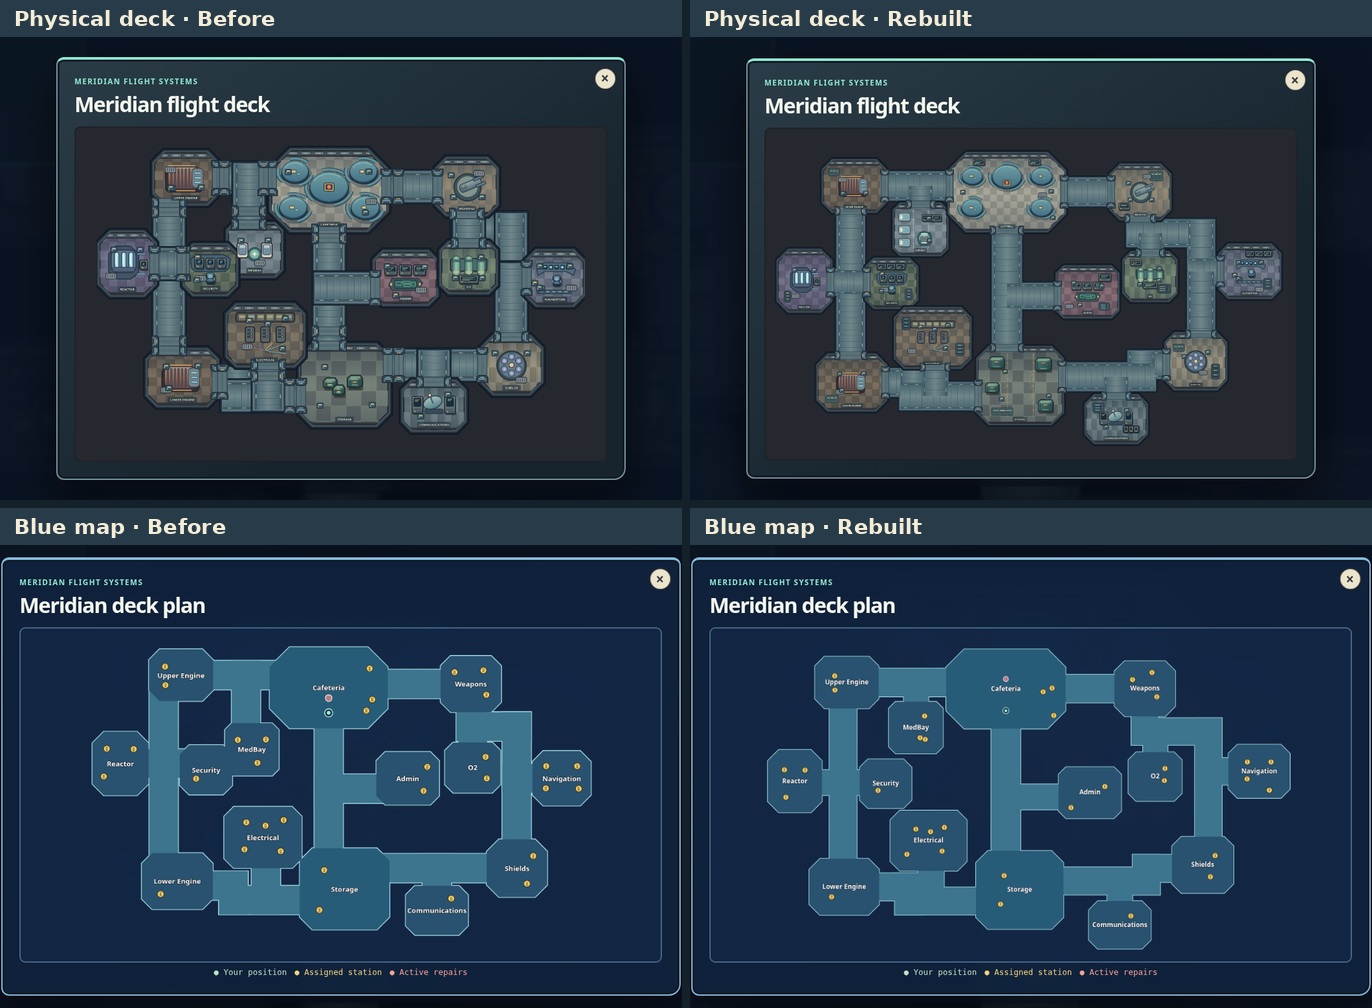 Physical deck · Before
Physical deck · Rebuilt
MERIDIAN FLIGHT SYSTEMS
Meridian flight deck
×
MERIDIAN FLIGHT SYSTEMS
Meridian flight deck
×
Blue map · Before
Blue map · Rebuilt
MERIDIAN FLIGHT SYSTEMS
Meridian deck plan
×
Upper Engine
Cafeteria
Weapons
MedBay
Reactor
Security
O2
Admin
Navigation
Electrical
Lower Engine
Storage
Shields
Communications
● Your position ● Assigned station ● Active repairs
MERIDIAN FLIGHT SYSTEMS
Meridian deck plan
×
Upper Engine
Cafeteria
Weapons
MedBay
Reactor
Security
O2
Navigation
Admin
Electrical
Lower Engine
Storage
Shields
Communications
● Your position ● Assigned station ● Active repairs